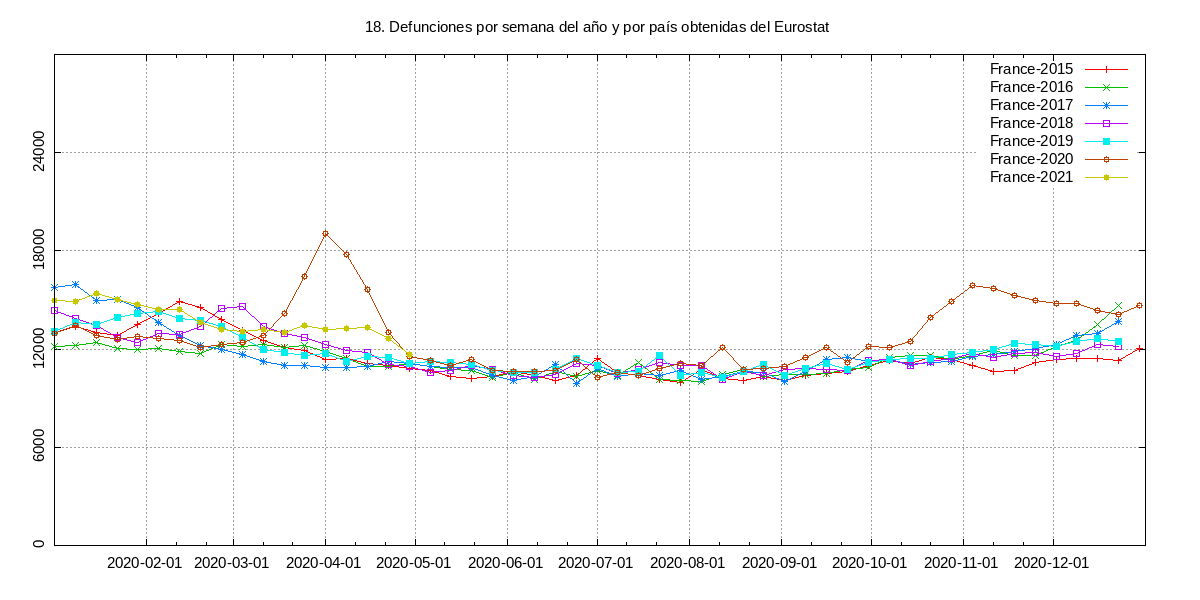 18. Defunciones por semana del año y por país obtenidas del Eurostat
France-2015
France-2016
France-2017
France-2018
France-2019
France-2020
France-2021
24000
18000
12000
6000
0
2020-02-01
2020-03-01
2020-04-01
2020-05-01
2020-06-01
2020-07-01
2020-08-01
2020-09-01
2020-10-01
2020-11-01
2020-12-01